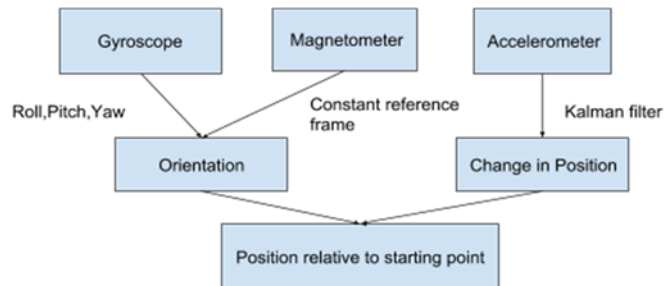 Gyroscope
Magnetometer
Accelerometer
Roll,Pitch,Yaw
Constant reference
frame
Kalman filter
Orientation
Change in Position
Position relative to starting point